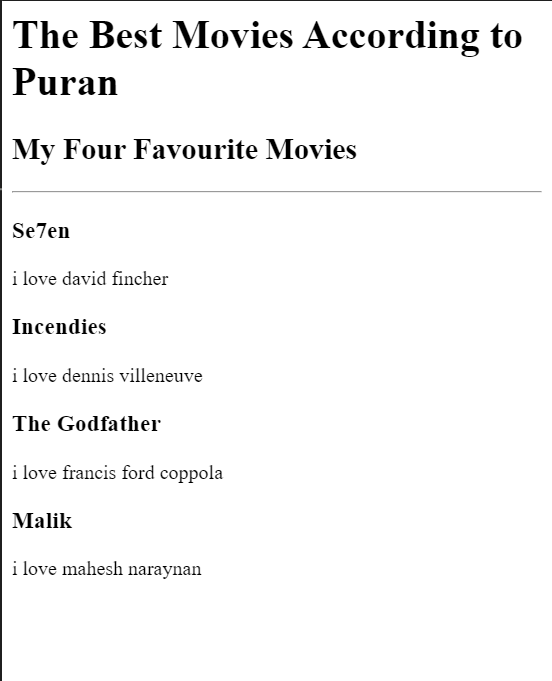 The Best Movies According to
Puran
My Four Favourite Movies
Se7en
i love david fincher
Incendies
i love dennis villeneuve
The Godfather
i love francis ford coppola
Malik
i love mahesh naraynan